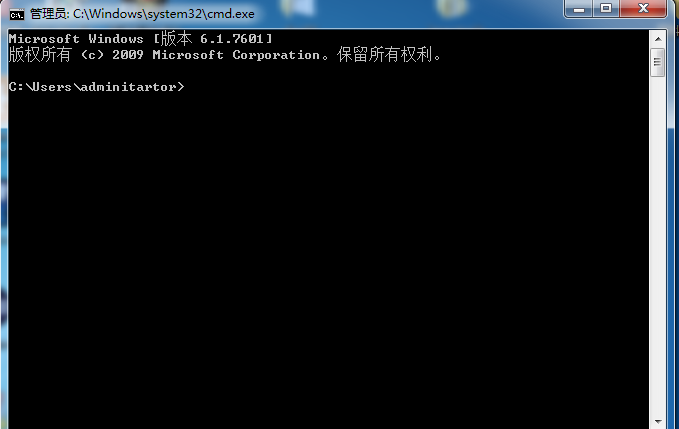 管理员: C:\Windows\system32\cmd.exe
Microsoft Windows [版本 6.1.7601]
版权所有 (c) 2009 Microsoft Corporation。保留所有权利。
C:\Users\adminitartor>